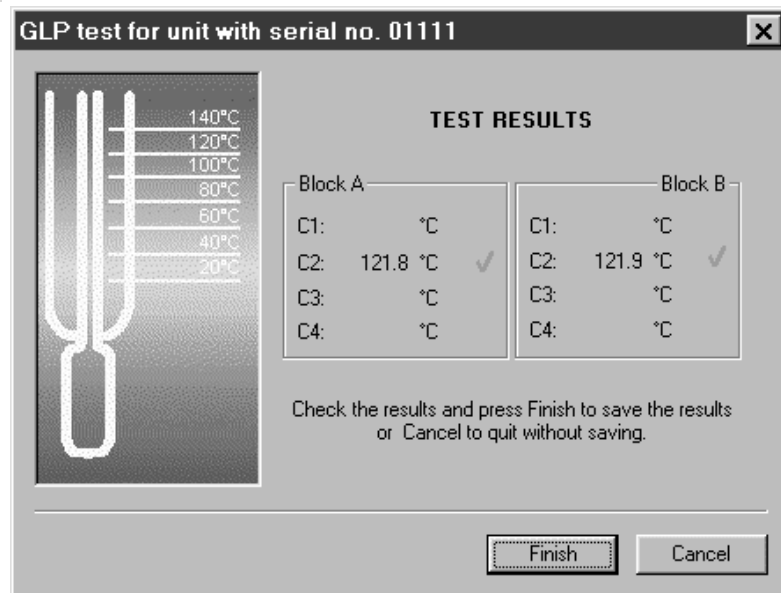 GLP test for unit with serial no. 01111
140°C
120°C
100°C
80°C
60°C
40°C
20°C
TEST RESULTS
Block A
C1: °C
C2: 121.8 °C
C3: °C
C4: °C
Block B
C1: °C
C2: 121.9 °C
C3: °C
C4: °C
Check the results and press Finish to save the results
or Cancel to quit without saving.
Finish
Cancel